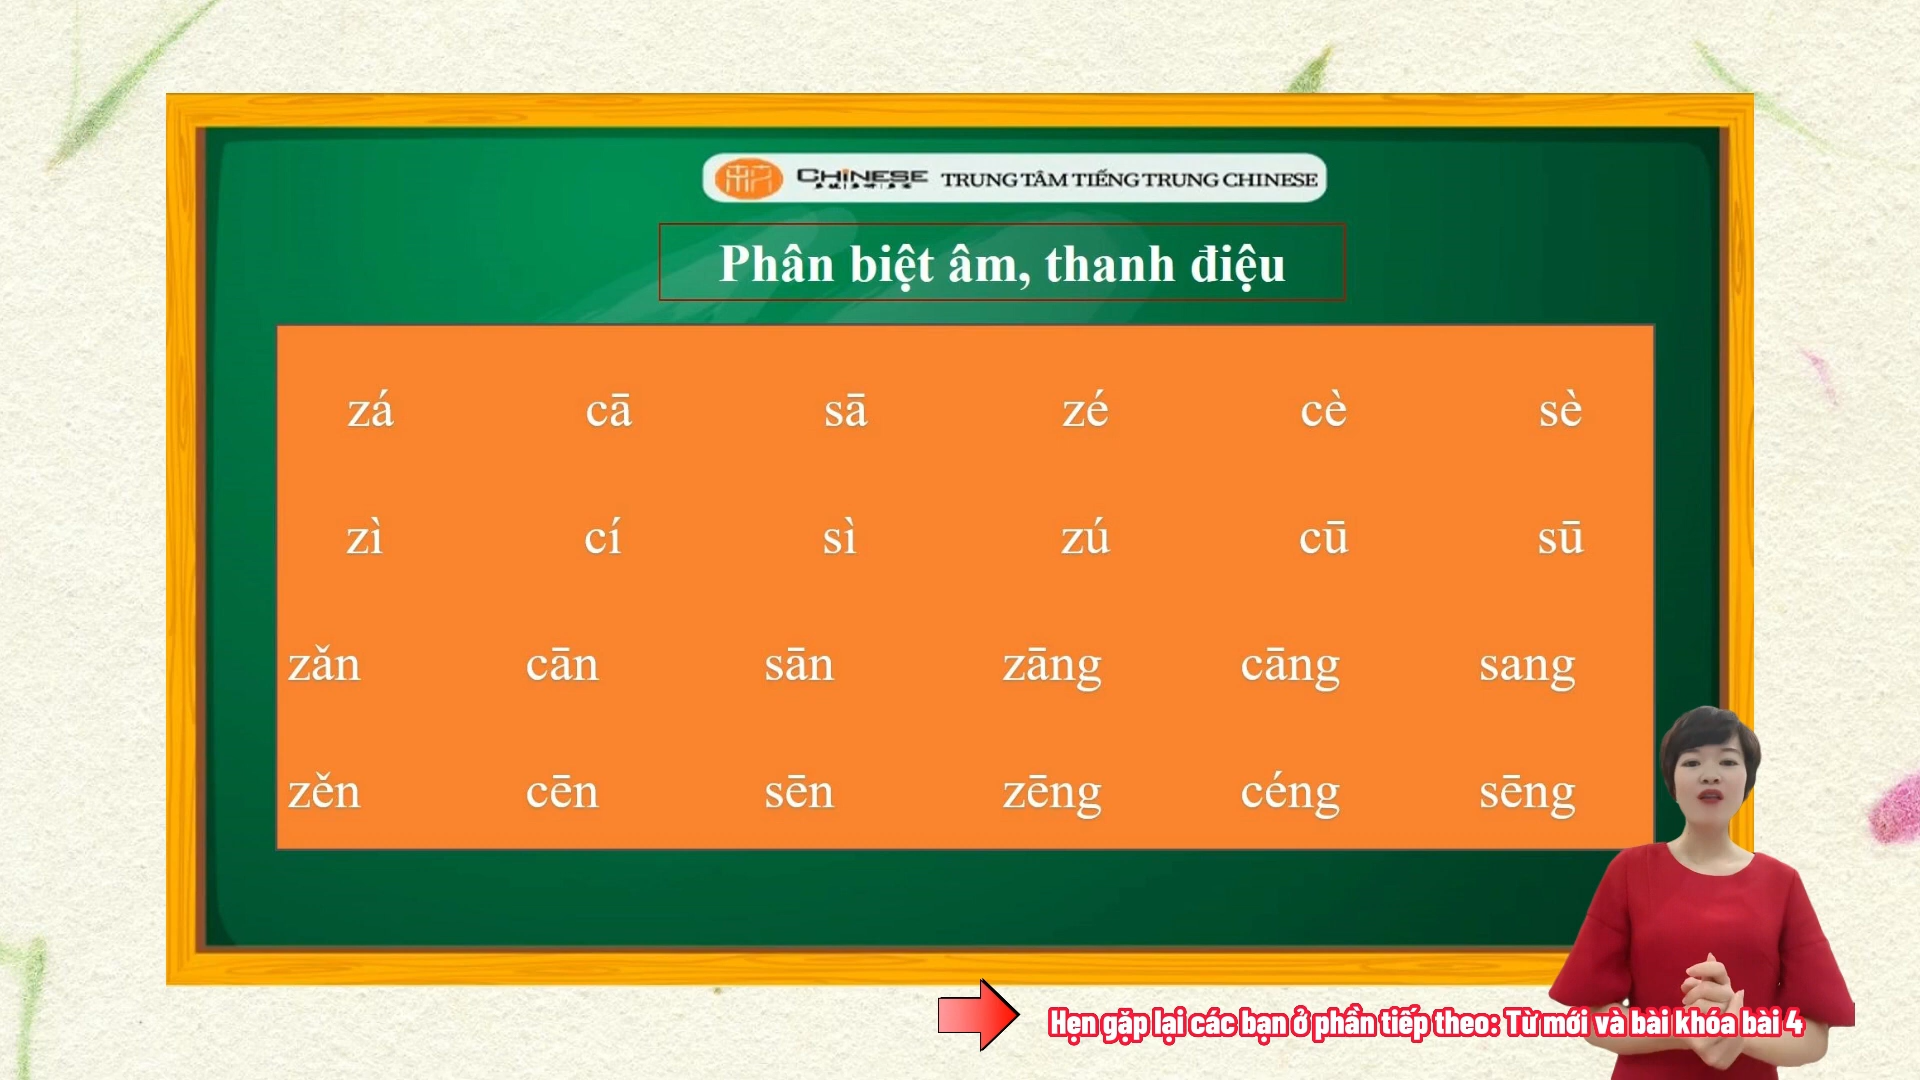 CHINESE TRUNG TÂM TIẾNG TRUNG CHINESE
Phân biệt âm, thanh điệu
zá cā sā zé cè sè
zì cí sì zú cū sū
zǎn cān sān zāng cāng sang
zěn cēn sēn zēng céng sēng
Hẹn gặp lại các bạn ở phần tiếp theo: Từ mới và bài khóa bài 4